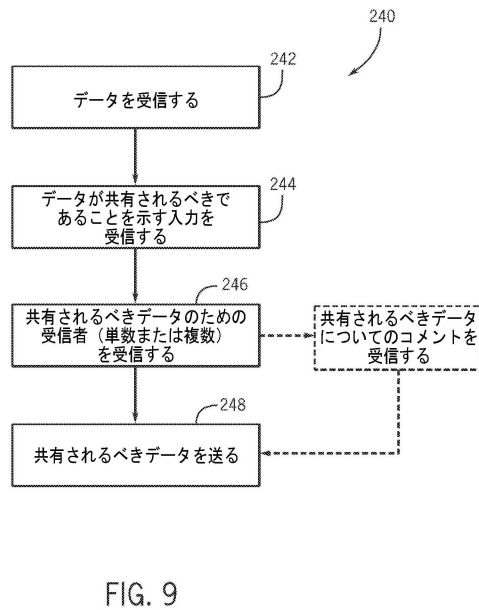 240
242
データを受信する
244
データが共有されるべきで
あることを示す入力を
受信する
246
共有されるべきデータのための
受信者（単数または複数）
を受信する
共有されるべきデータ
についてのコメントを
受信する
248
共有されるべきデータを送る
FIG. 9